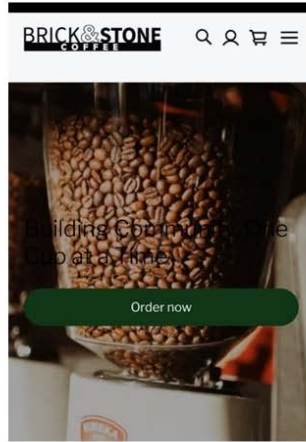 BRICK&STONE
COFFEE
Building Community, One
Cup at a Time
Order now